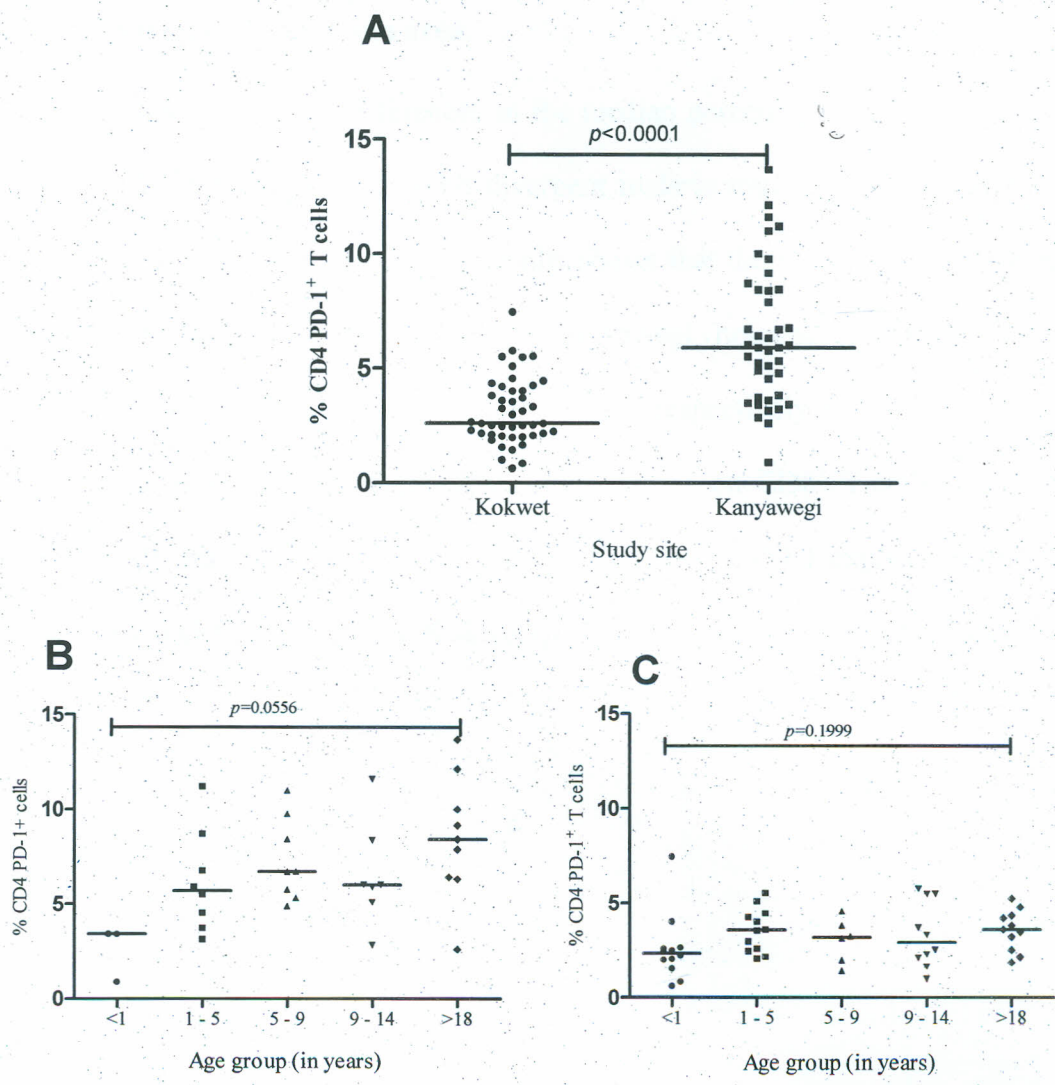 A
p<0.0001
15
10
5
0
% CD4 PD-1+ T cells
Kokwet Kanyawegi
Study site
B
p=0.0556
15
10
5
0
% CD4 PD-1+ cells
<1 1 - 5 5 - 9 9 - 14 >18
Age group (in years)
C
p=0.1999
15
10
5
0
% CD4 PD-1+ T cells
<1 1 - 5 5 - 9 9 - 14 >18
Age group (in years)